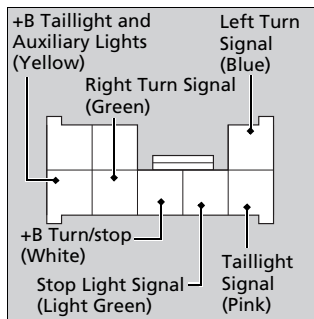 +B Taillight and
Auxiliary Lights
(Yellow)
Left Turn
Signal
(Blue)
Right Turn Signal
(Green)
+B Turn/stop
(White)
Stop Light Signal
(Light Green)
Taillight
Signal
(Pink)